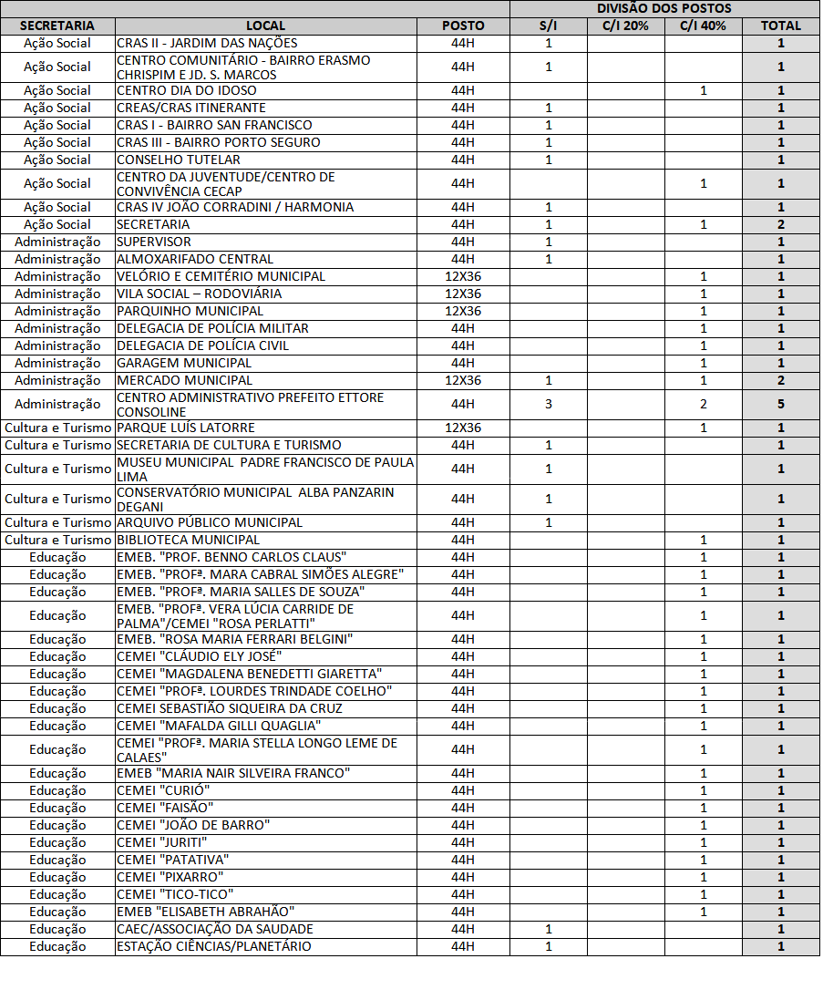 DIVISÃO DOS POSTOS
SECRETARIA LOCAL POSTO S/I C/I 20% C/I 40% TOTAL
Ação Social CRAS II - JARDIM DAS NAÇÕES 44H 1 1
Ação Social CENTRO COMUNITÁRIO - BAIRRO ERASMO
CHRISPIM E JD. S. MARCOS 44H 1 1
Ação Social CENTRO DIA DO IDOSO 44H 1 1
Ação Social CREAS/CRAS ITINERANTE 44H 1 1
Ação Social CRAS I - BAIRRO SAN FRANCISCO 44H 1 1
Ação Social CRAS III - BAIRRO PORTO SEGURO 44H 1 1
Ação Social CONSELHO TUTELAR 44H 1 1
Ação Social CENTRO DA JUVENTUDE/CENTRO DE
CONVIVÊNCIA CECAP 44H 1 1
Ação Social CRAS IV JOÃO CORRADINI / HARMONIA 44H 1 1
Ação Social SECRETARIA 44H 1 1 2
Administração SUPERVISOR 44H 1 1
Administração ALMOXARIFADO CENTRAL 44H 1 1
Administração VELÓRIO E CEMITÉRIO MUNICIPAL 12X36 1 1
Administração VILA SOCIAL – RODOVIÁRIA 12X36 1 1
Administração PARQUINHO MUNICIPAL 12X36 1 1
Administração DELEGACIA DE POLÍCIA MILITAR 44H 1 1
Administração DELEGACIA DE POLÍCIA CIVIL 44H 1 1
Administração GARAGEM MUNICIPAL 44H 1 1
Administração MERCADO MUNICIPAL 12X36 1 1 2
Administração CENTRO ADMINISTRATIVO PREFEITO ETTORE
CONSOLINE 44H 3 2 5
Cultura e Turismo PARQUE LUÍS LATORRE 12X36 1 1
Cultura e Turismo SECRETARIA DE CULTURA E TURISMO 44H 1 1
Cultura e Turismo MUSEU MUNICIPAL PADRE FRANCISCO DE PAULA
LIMA 44H 1 1
Cultura e Turismo CONSERVATÓRIO MUNICIPAL ALBA PANZARIN
DEGANI 44H 1 1
Cultura e Turismo ARQUIVO PÚBLICO MUNICIPAL 44H 1 1
Cultura e Turismo BIBLIOTECA MUNICIPAL 44H 1 1
Educação EMEB. "PROF. BENNO CARLOS CLAUS" 44H 1 1
Educação EMEB. "PROFª. MARA CABRAL SIMÕES ALEGRE" 44H 1 1
Educação EMEB. "PROFª. MARIA SALLES DE SOUZA" 44H 1 1
Educação EMEB. "PROFª. VERA LÚCIA CARRIDE DE
PALMA"/CEMEI "ROSA PERLATTI" 44H 1 1
Educação EMEB. "ROSA MARIA FERRARI BELGINI" 44H 1 1
Educação CEMEI "CLÁUDIO ELY JOSÉ" 44H 1 1
Educação CEMEI "MAGDALENA BENEDETTI GIARETTA" 44H 1 1
Educação CEMEI "PROFª. LOURDES TRINDADE COELHO" 44H 1 1
Educação CEMEI SEBASTIÃO SIQUEIRA DA CRUZ 44H 1 1
Educação CEMEI "MAFALDA GILLI QUAGLIA" 44H 1 1
Educação CEMEI "PROFª. MARIA STELLA LONGO LEME DE
CALAES" 44H 1 1
Educação EMEB "MARIA NAIR SILVEIRA FRANCO" 44H 1 1
Educação CEMEI "CURIÓ" 44H 1 1
Educação CEMEI "FAISÃO" 44H 1 1
Educação CEMEI "JOÃO DE BARRO" 44H 1 1
Educação CEMEI "JURITI" 44H 1 1
Educação CEMEI "PATATIVA" 44H 1 1
Educação CEMEI "PIXARRO" 44H 1 1
Educação CEMEI "TICO-TICO" 44H 1 1
Educação EMEB "ELISABETH ABRAHÃO" 44H 1 1
Educação CAEC/ASSOCIAÇÃO DA SAUDADE 44H 1 1
Educação ESTAÇÃO CIÊNCIAS/PLANETÁRIO 44H 1 1